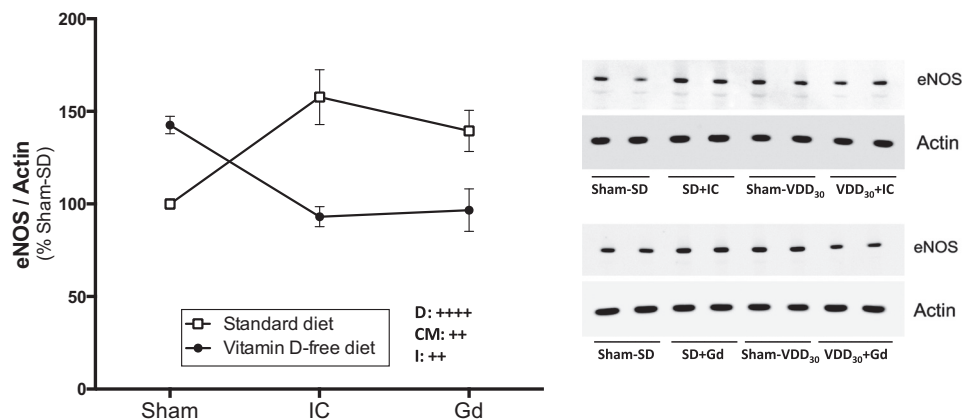 200
150
100
50
0
eNOS / Actin
(% Sham-SD)
Standard diet
Vitamin D-free diet
D: ++++
CM: ++
I: ++
Sham IC Gd
eNOS
Actin
Sham-SD SD+IC Sham-VDD30 VDD30+IC
eNOS
Actin
Sham-SD SD+Gd Sham-VDD30 VDD30+Gd